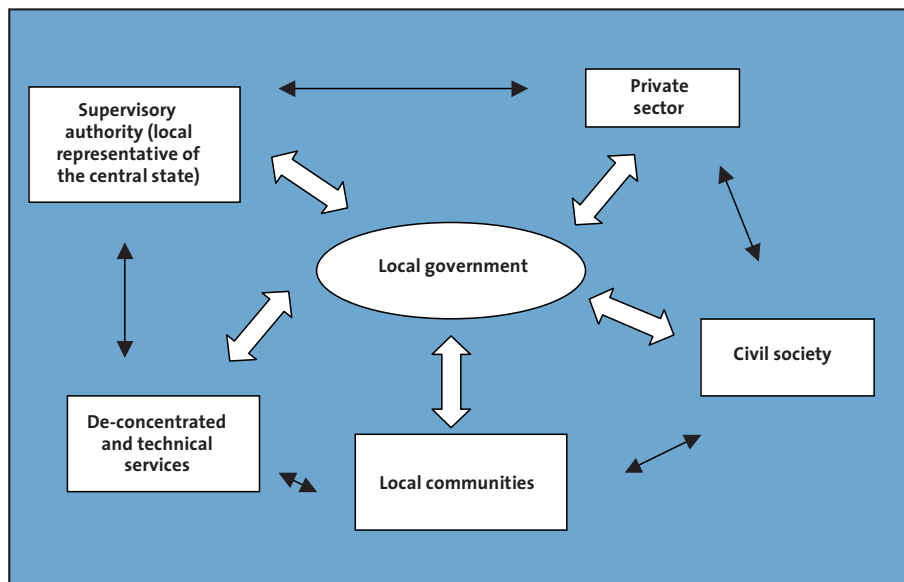 Supervisory
authority (local
representative of
the central state)
Private
sector
Local government
Civil society
De-concentrated
and technical
services
Local communities